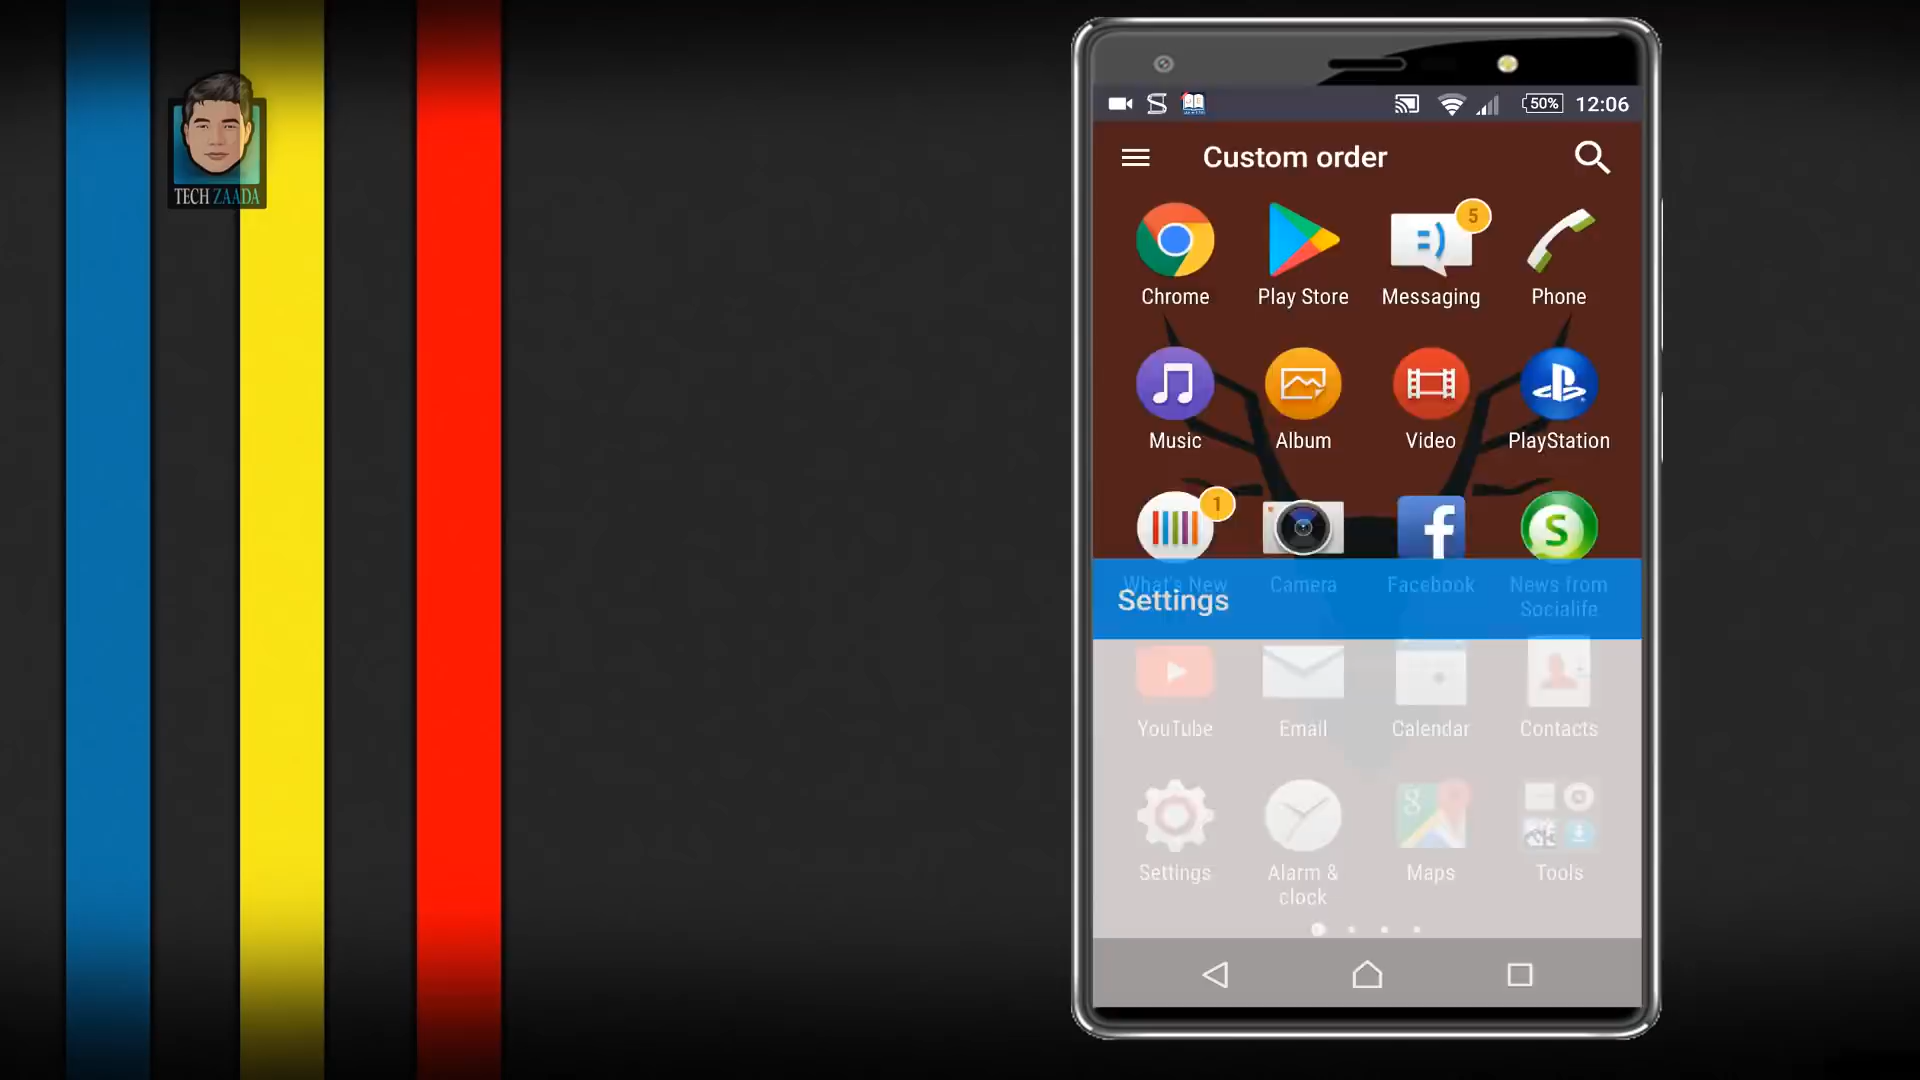 TECH ZAADA
50% 12:06
Custom order
5
Chrome Play Store Messaging Phone
Music Album Video PlayStation
1
What's New Camera Facebook News from
Socialife
Settings
YouTube Email Calendar Contacts
Settings Alarm & Maps Tools
clock